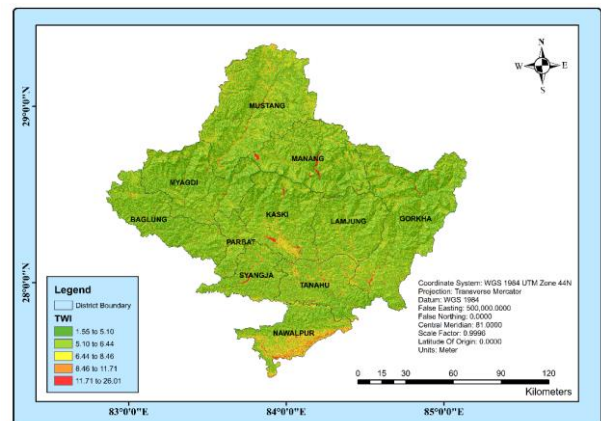 N
W E
S
29°0'0"N
28°0'0"N
MUSTANG
MANANG
MYAGDI
BAGLUNG
KASKI
LAMJUNG
GORKHA
PARBAT
SYANGJA
TANAHU
NAWALPUR
Legend
District Boundary
TWI
1.55 to 5.10
5.10 to 6.44
6.44 to 8.46
8.46 to 11.71
11.71 to 26.01
Coordinate System: WGS 1984 UTM Zone 44N
Projection: Transverse Mercator
Datum: WGS 1984
False Easting: 500,000.0000
False Northing: 0.0000
Central Meridian: 81.0000
Scale Factor: 0.9996
Latitude Of Origin: 0.0000
Units: Meter
0 15 30 60 90 120
Kilometers
83°0'0"E 84°0'0"E 85°0'0"E